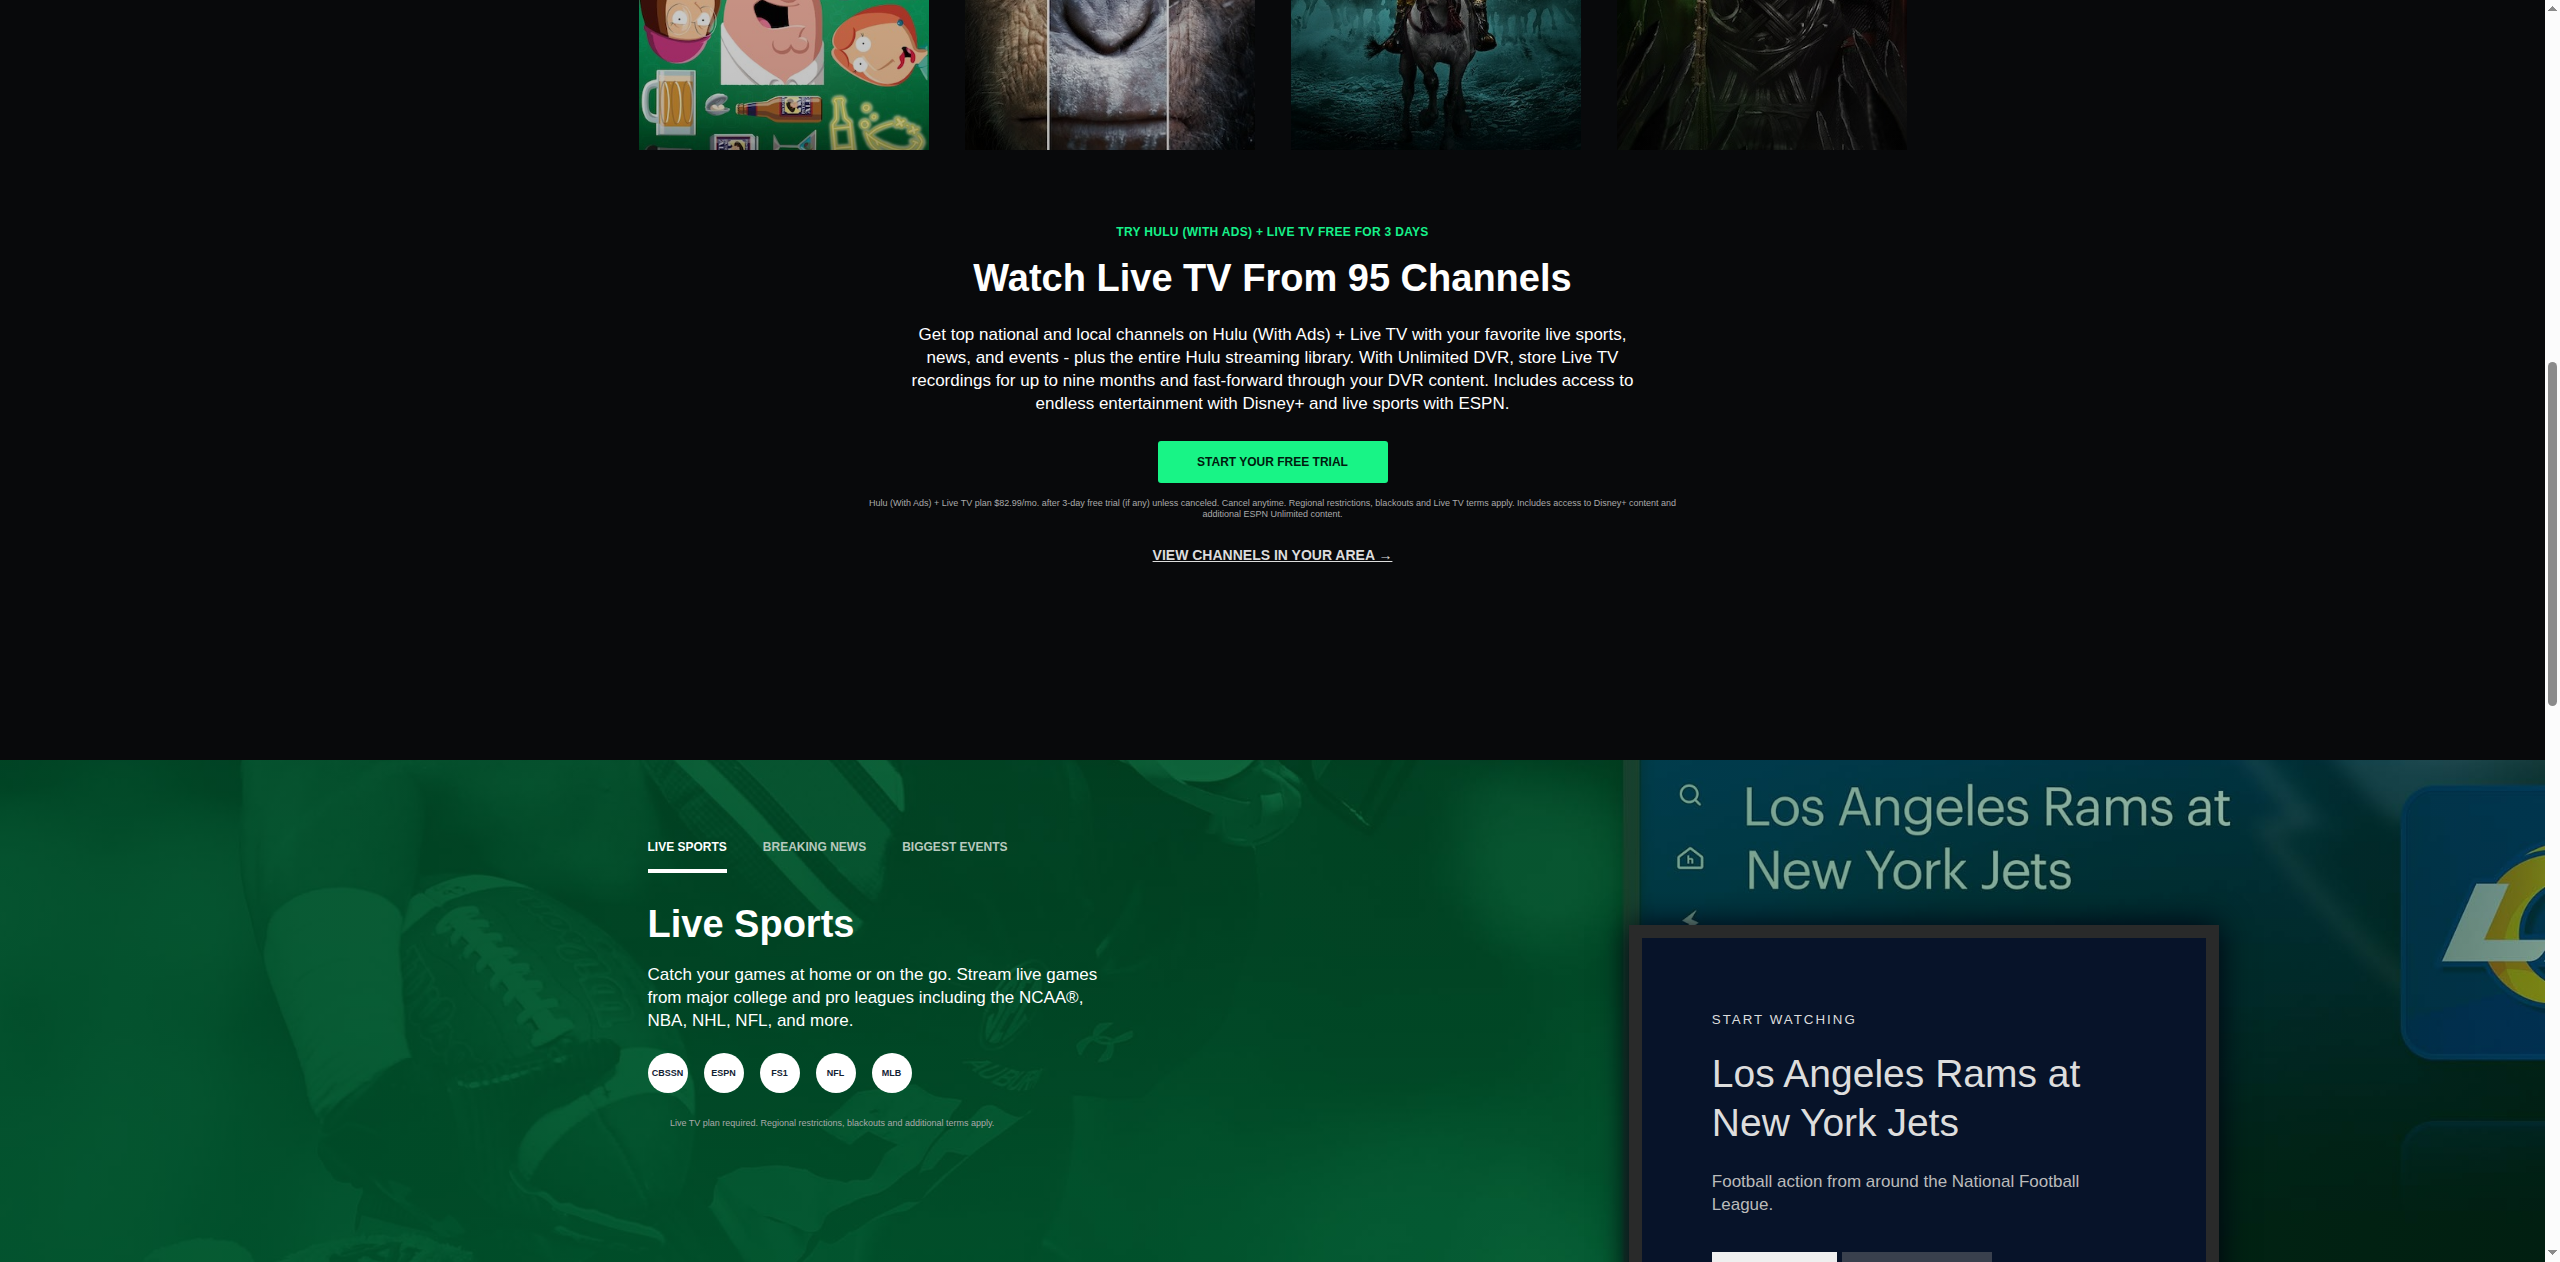 TRY HULU (WITH ADS) + LIVE TV FREE FOR 3 DAYS
Watch Live TV From 95 Channels
Get top national and local channels on Hulu (With Ads) + Live TV with your favorite live sports,
news, and events - plus the entire Hulu streaming library. With Unlimited DVR, store Live TV
recordings for up to nine months and fast-forward through your DVR content. Includes access to
endless entertainment with Disney+ and live sports with ESPN.
START YOUR FREE TRIAL
Hulu (With Ads) + Live TV plan $82.99/mo. after 3-day free trial (if any) unless canceled. Cancel anytime. Regional restrictions, blackouts and Live TV terms apply. Includes access to Disney+ content and
additional ESPN Unlimited content.
VIEW CHANNELS IN YOUR AREA →
LIVE SPORTS
BREAKING NEWS
BIGGEST EVENTS
Live Sports
Catch your games at home or on the go. Stream live games
from major college and pro leagues including the NCAA®,
NBA, NHL, NFL, and more.
CBSSN
ESPN
FS1
NFL
MLB
Live TV plan required. Regional restrictions, blackouts and additional terms apply.
AUBURN
Los Angeles Rams at
New York Jets
START WATCHING
Los Angeles Rams at
New York Jets
Football action from around the National Football
League.